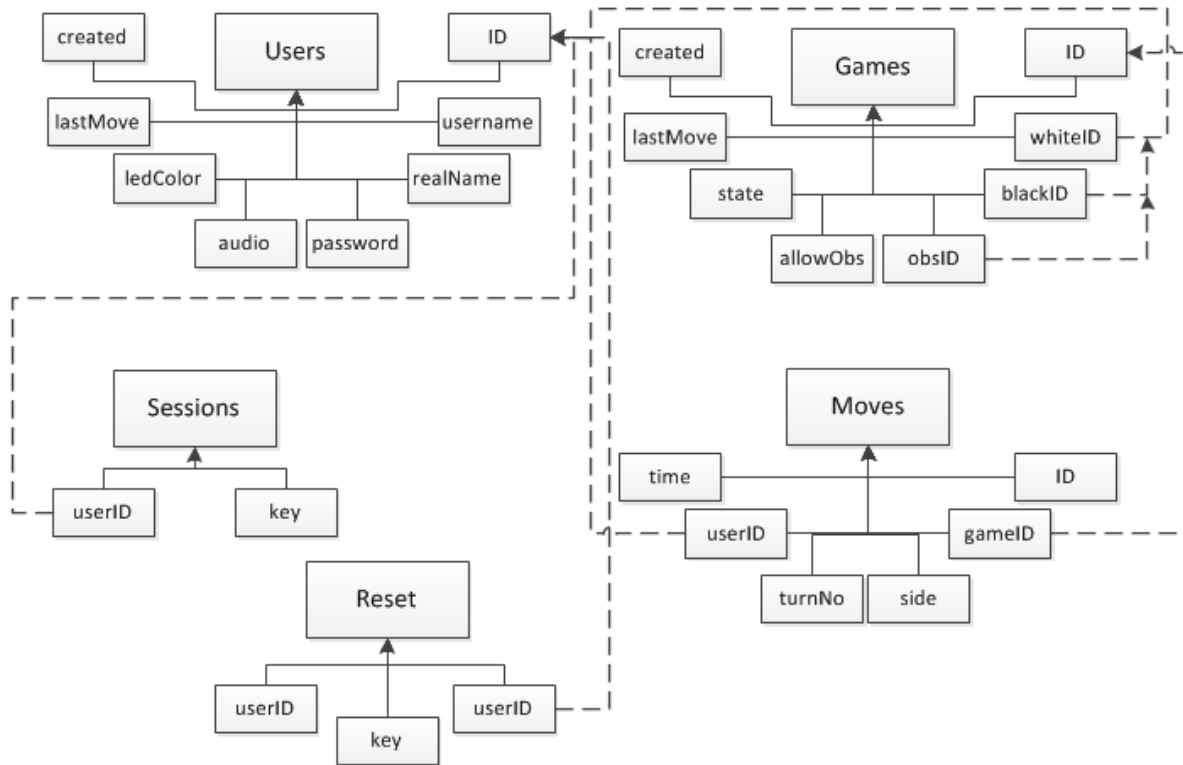 created
Users
ID
lastMove
username
ledColor
realName
audio
password
created
Games
ID
lastMove
whiteID
state
blackID
allowObs
obsID
Sessions
userID
key
Moves
time
ID
userID
gameID
turnNo
side
Reset
userID
key
userID